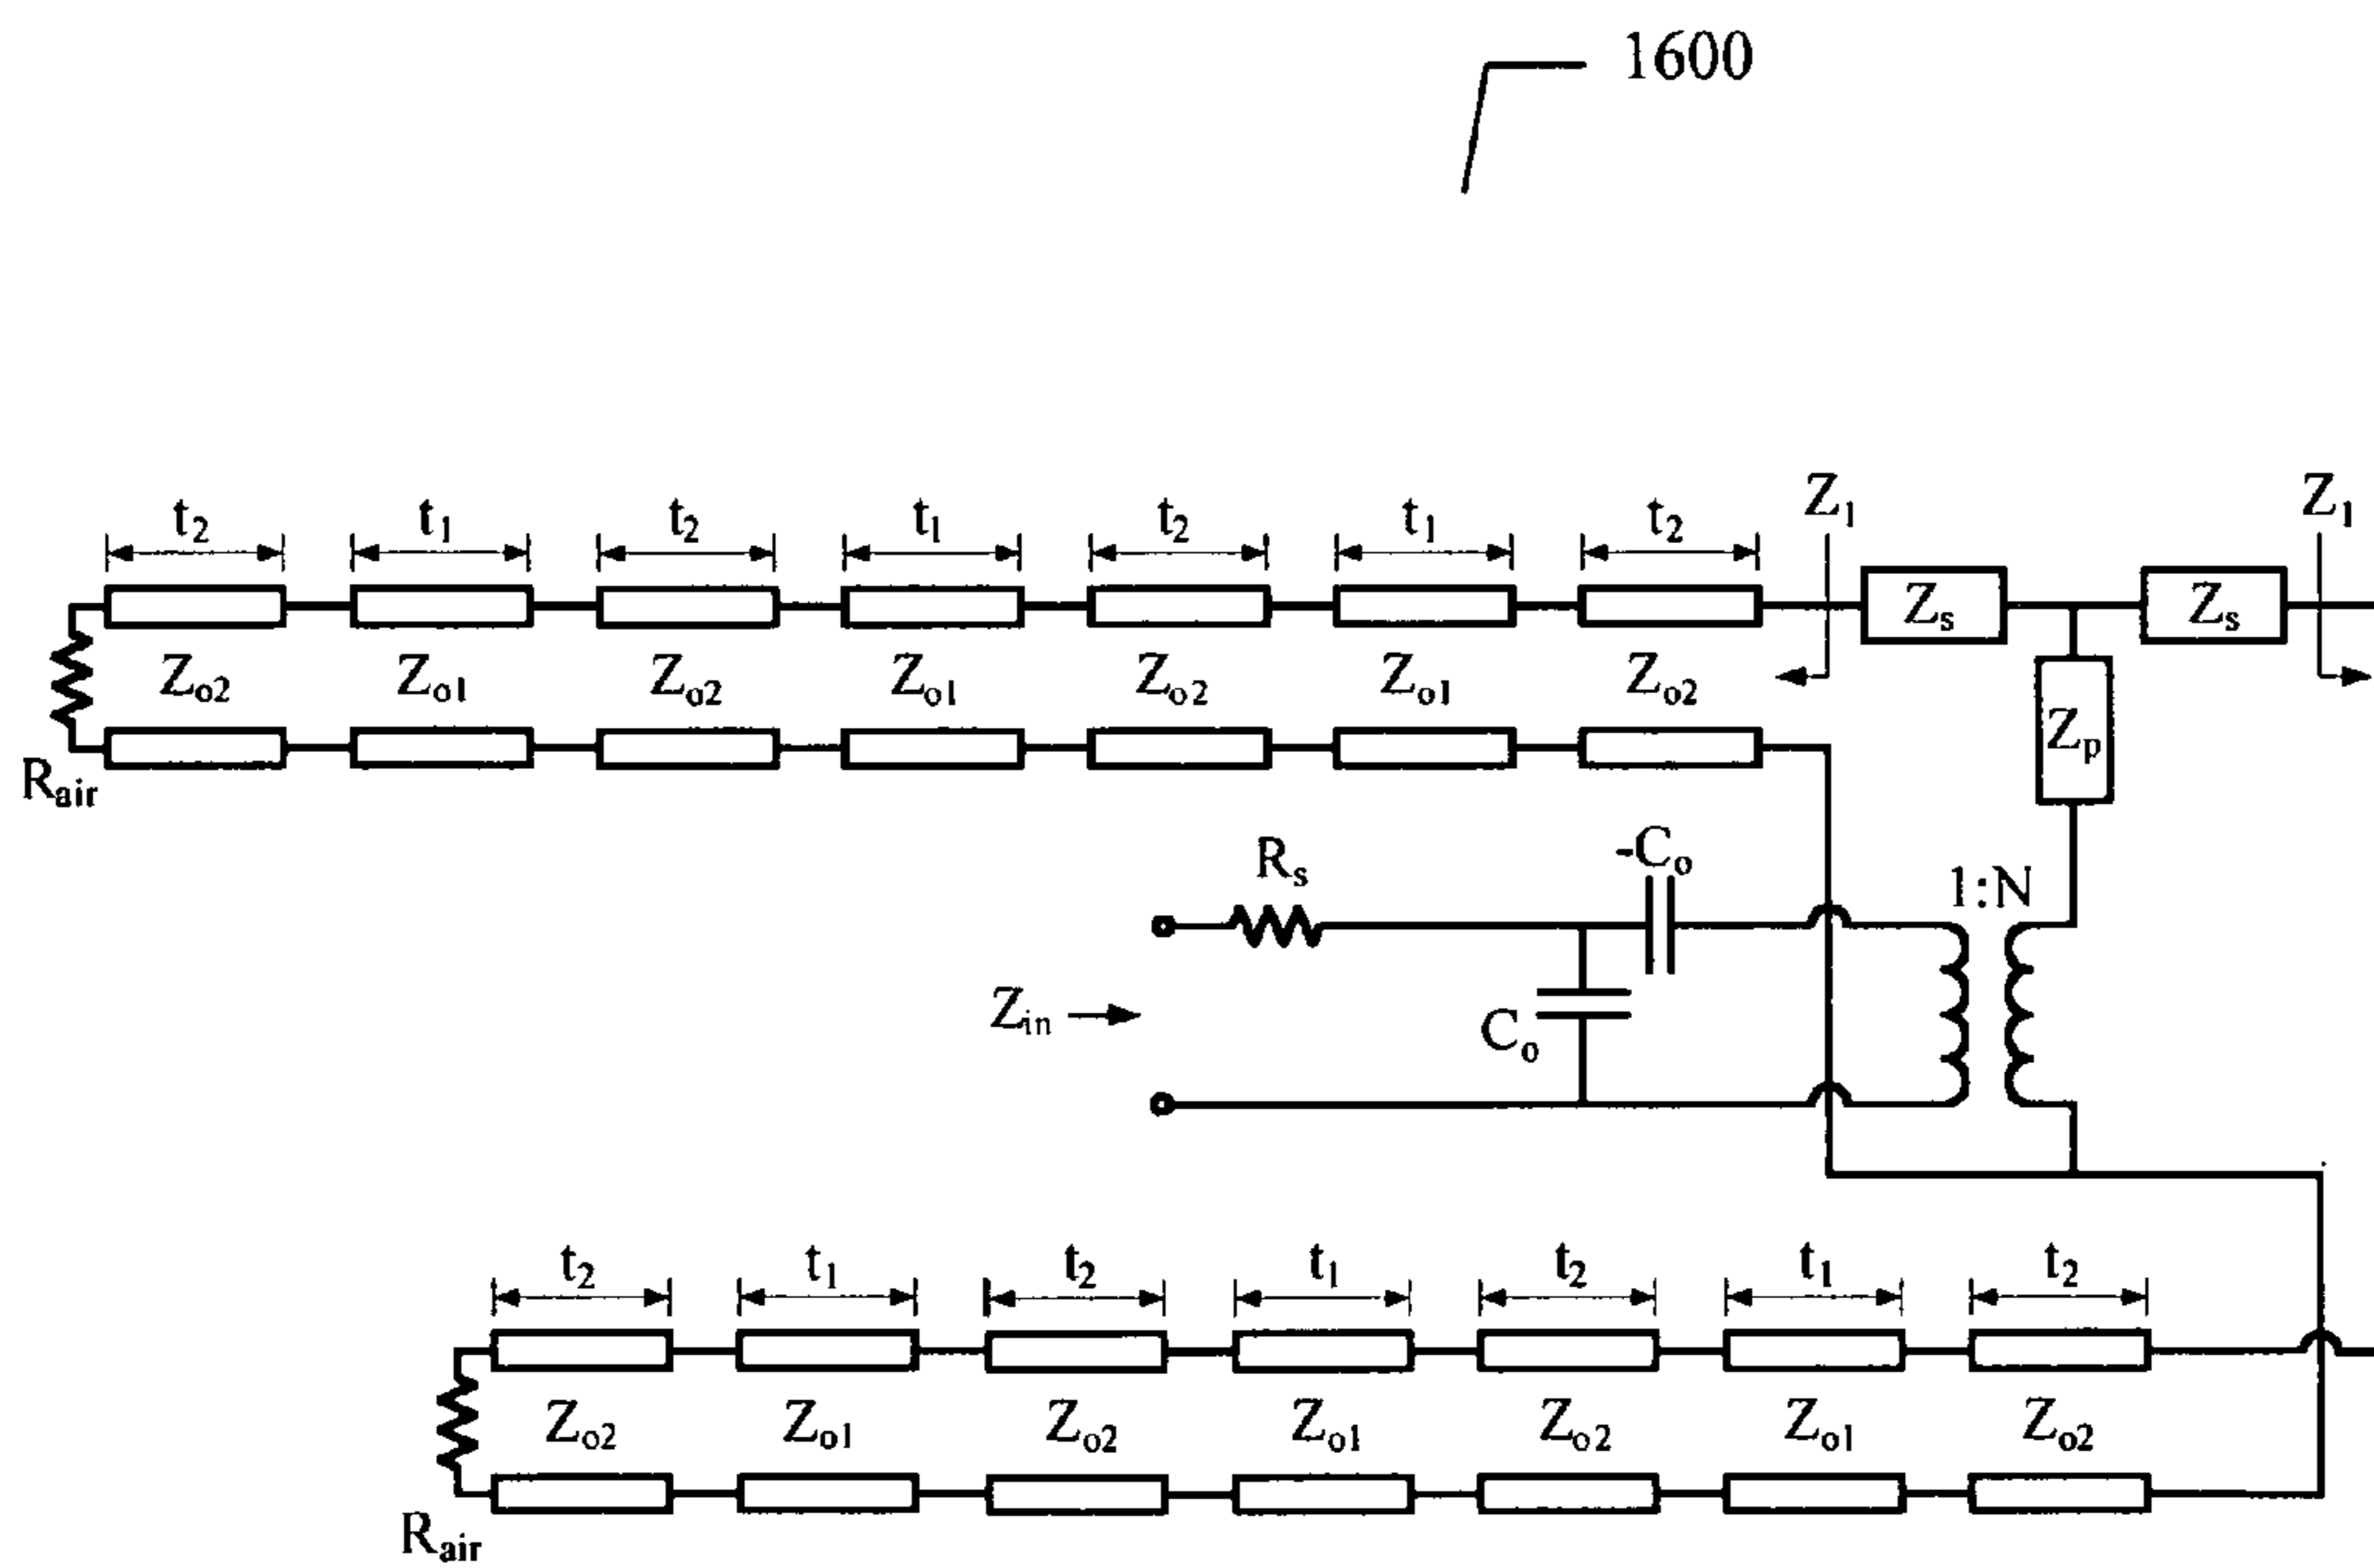 1600
t₂ t₁ t₂ t₁ t₂ t₁ t₂ Z₁ Z₁
Zₛ Zₛ
Zₒ₂ Zₒ₁ Zₒ₂ Zₒ₁ Zₒ₂ Zₒ₁ Zₒ₂
Zₚ
Rₐᵢᵣ
Rₛ -Cₒ 1:N
Zᵢₙ
Cₒ
t₂ t₁ t₂ t₁ t₂ t₁ t₂
Zₒ₂ Zₒ₁ Zₒ₂ Zₒ₁ Zₒ₂ Zₒ₁ Zₒ₂
Rₐᵢᵣ